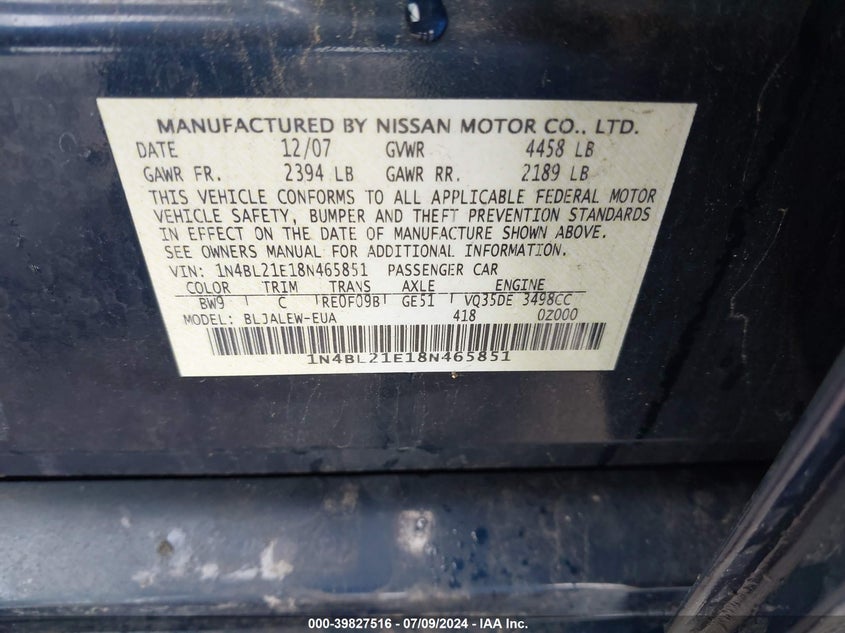 MANUFACTURED BY NISSAN MOTOR CO., LTD.
DATE 12/07 GVWR 4458 LB
GAWR FR. 2394 LB GAWR RR. 2189 LB
THIS VEHICLE CONFORMS TO ALL APPLICABLE FEDERAL MOTOR
VEHICLE SAFETY, BUMPER AND THEFT PREVENTION STANDARDS
IN EFFECT ON THE DATE OF MANUFACTURE SHOWN ABOVE.
SEE OWNERS MANUAL FOR ADDITIONAL INFORMATION.
VIN: 1N4BL21E18N465851 PASSENGER CAR
COLOR TRIM TRANS AXLE ENGINE
BW9 C RE0F09B GE51 VQ35DE 3498CC
MODEL: BLJALEW-EUA 418 0Z000
1N4BL21E18N465851
000-39827516 - 07/09/2024 - IAA Inc.